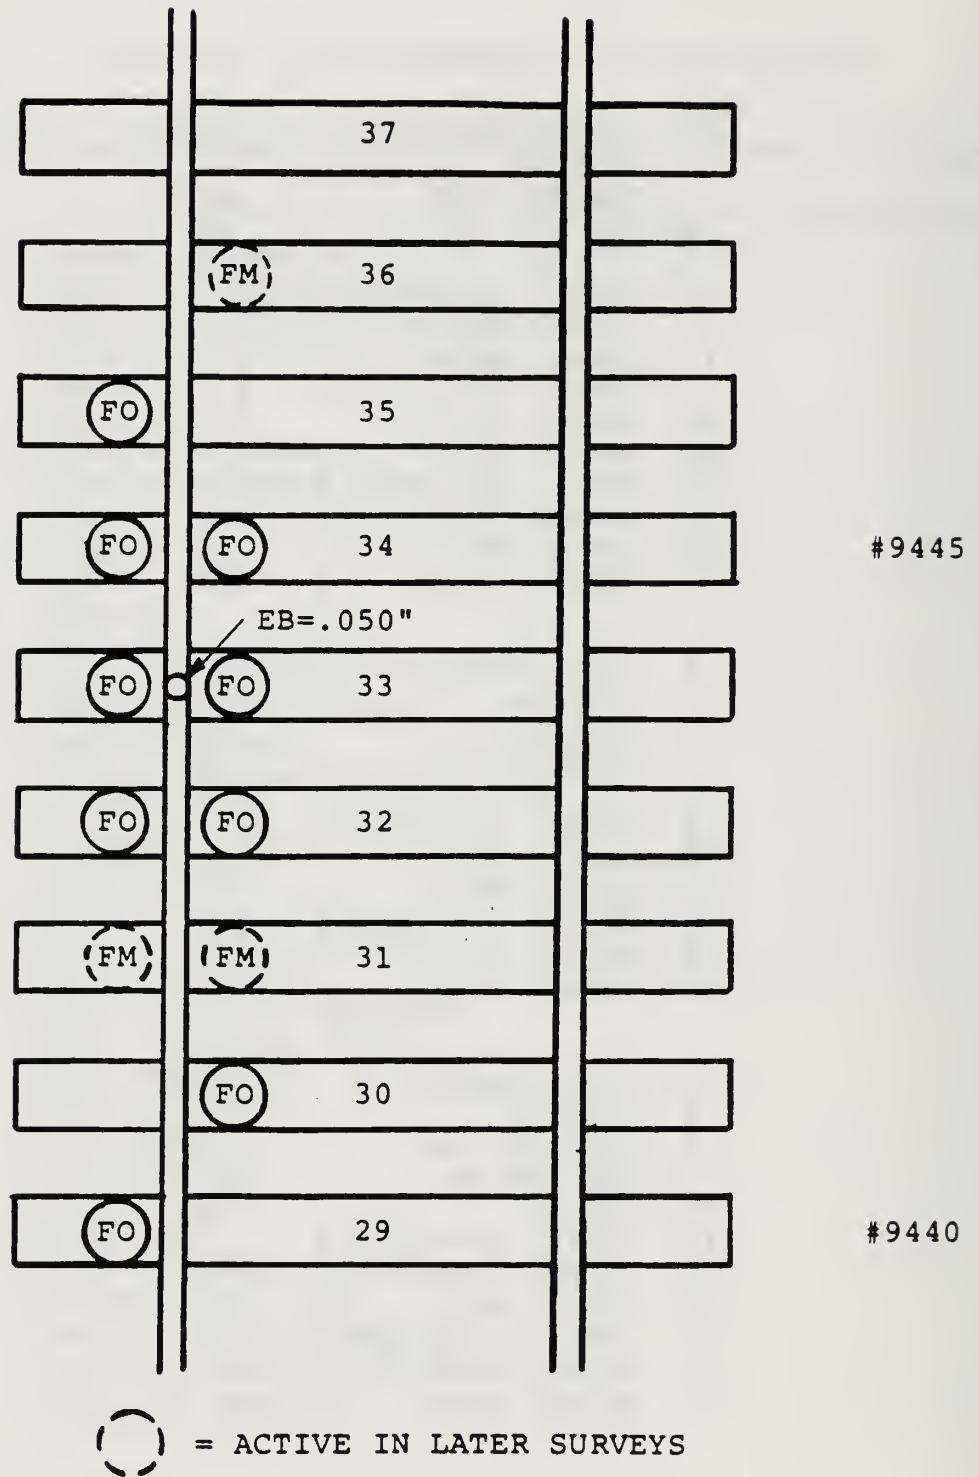 37
FM 36
FO 35
FO FO 34 #9445
EB=.050"
FO FO 33
FO FO 32
FM FM 31
FO 30
FO 29 #9440
= ACTIVE IN LATER SURVEYS